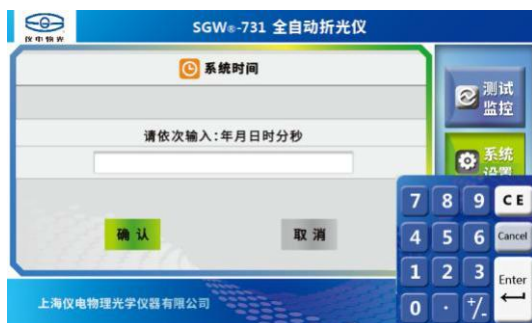 仪电物光
SGW®-731 全自动折光仪
系统时间
测试
监控
请依次输入:年月日时分秒
系统
设置
7 8 9 CE
确认 取消
4 5 6 Cancel
1 2 3 Enter
上海仪电物理光学仪器有限公司
0 · +/-